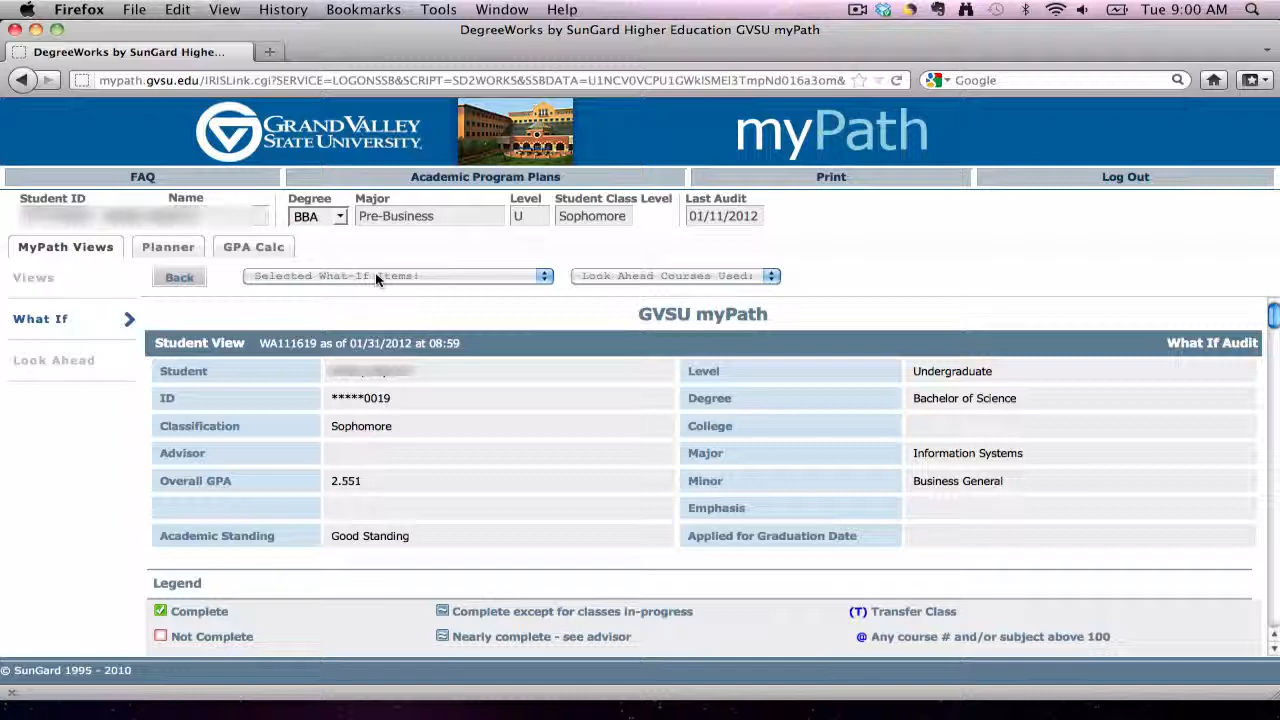 Firefox File Edit View History Bookmarks Tools Window Help Tue 9:00 AM
DegreeWorks by SunGard Higher Education GVSU myPath
DegreeWorks by SunGard Highe...
mypath.gvsu.edu/IRISLink.cgi?SERVICE=LOGONSSB&SCRIPT=SD2WORKS&SSBDATA=U1NCV0VCPU1GWklSMEl3TmpNd016a3om& Google
GRAND VALLEY
STATE UNIVERSITY
myPath
FAQ Academic Program Plans Print Log Out
Student ID Name Degree Major Level Student Class Level Last Audit
BBA Pre-Business U Sophomore 01/11/2012
MyPath Views Planner GPA Calc
Views Back Selected What-If Items: Look Ahead Courses Used:
What If
Look Ahead
GVSU myPath
Student View WA111619 as of 01/31/2012 at 08:59 What If Audit
Student Level Undergraduate
ID *****0019 Degree Bachelor of Science
Classification Sophomore College
Advisor Major Information Systems
Overall GPA 2.551 Minor Business General
Emphasis
Academic Standing Good Standing Applied for Graduation Date
Legend
Complete Complete except for classes in-progress (T) Transfer Class
Not Complete Nearly complete - see advisor @ Any course # and/or subject above 100
© SunGard 1995 - 2010